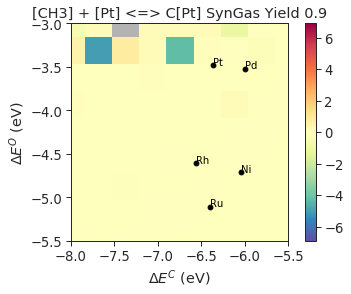 [CH3] + [Pt] <=> C[Pt] SynGas Yield 0.9
−3.0
−3.5
−4.0
−4.5
−5.0
−5.5
ΔE^O (eV)
Pt
Pd
Rh
Ni
Ru
−8.0 −7.5 −7.0 −6.5 −6.0 −5.5
ΔE^C (eV)
6
4
2
0
−2
−4
−6